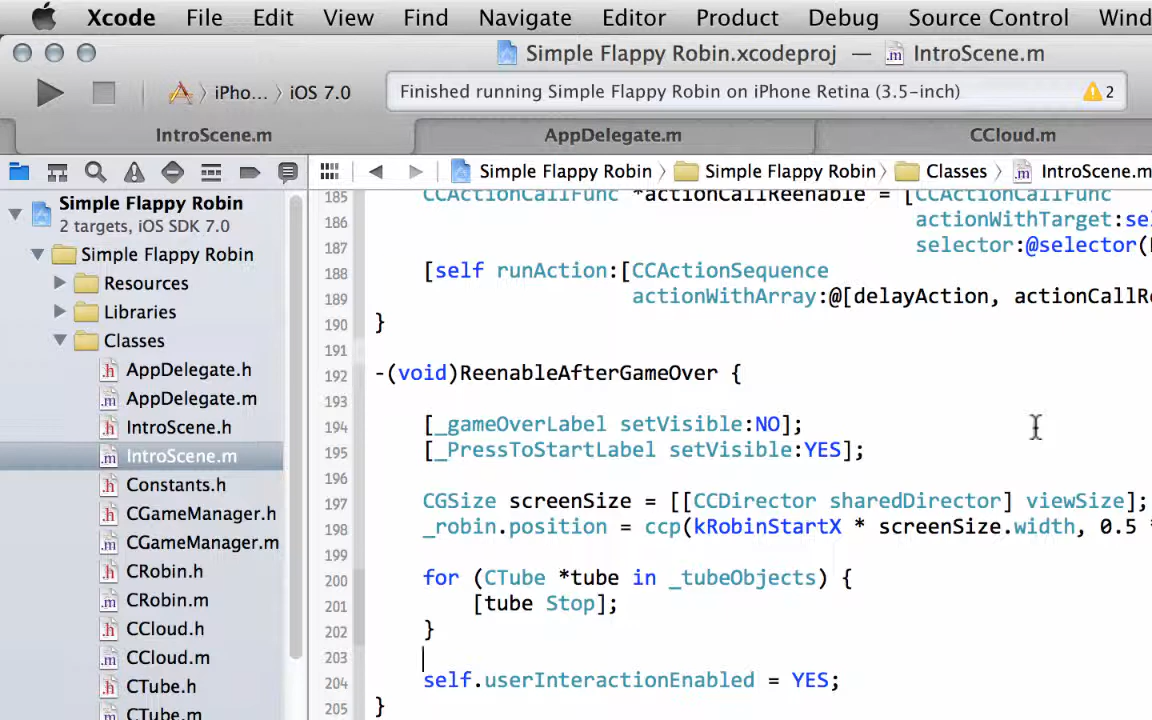 Xcode File Edit View Find Navigate Editor Product Debug Source Control Wind
Simple Flappy Robin.xcodeproj — IntroScene.m
iPho... 〉 iOS 7.0 Finished running Simple Flappy Robin on iPhone Retina (3.5-inch) 2
IntroScene.m AppDelegate.m CCloud.m
Simple Flappy Robin 〉 Simple Flappy Robin 〉 Classes 〉 IntroScene.m
Simple Flappy Robin
2 targets, iOS SDK 7.0
Simple Flappy Robin
Resources
Libraries
Classes
AppDelegate.h
AppDelegate.m
IntroScene.h
IntroScene.m
Constants.h
CGameManager.h
CGameManager.m
CRobin.h
CRobin.m
CCloud.h
CCloud.m
CTube.h
CTube.m
185 CCActionCallFunc *actionCallReenable = [CCActionCallFunc
186 actionWithTarget:sel
187 selector:@selector(
188 [self runAction:[CCActionSequence
189 actionWithArray:@[delayAction, actionCallRe
190 }
191
192 -(void)ReenableAfterGameOver {
193
194 [_gameOverLabel setVisible:NO];
195 [_PressToStartLabel setVisible:YES];
196
197 CGSize screenSize = [[CCDirector sharedDirector] viewSize];
198 _robin.position = ccp(kRobinStartX * screenSize.width, 0.5 *
199
200 for (CTube *tube in _tubeObjects) {
201 [tube Stop];
202 }
203
204 self.userInteractionEnabled = YES;
205 }